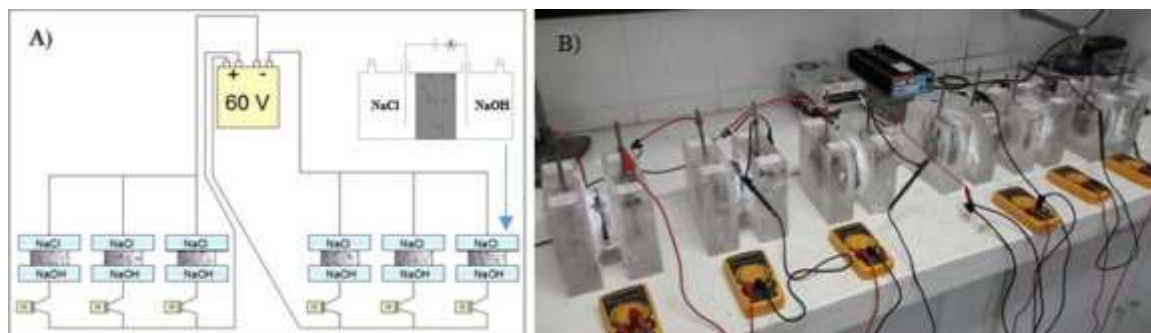 A)
+ -
60 V
NaCl NaOH
NaCl NaCl NaCl NaCl NaCl NaCl
NaOH NaOH NaOH NaOH NaOH NaOH
B)